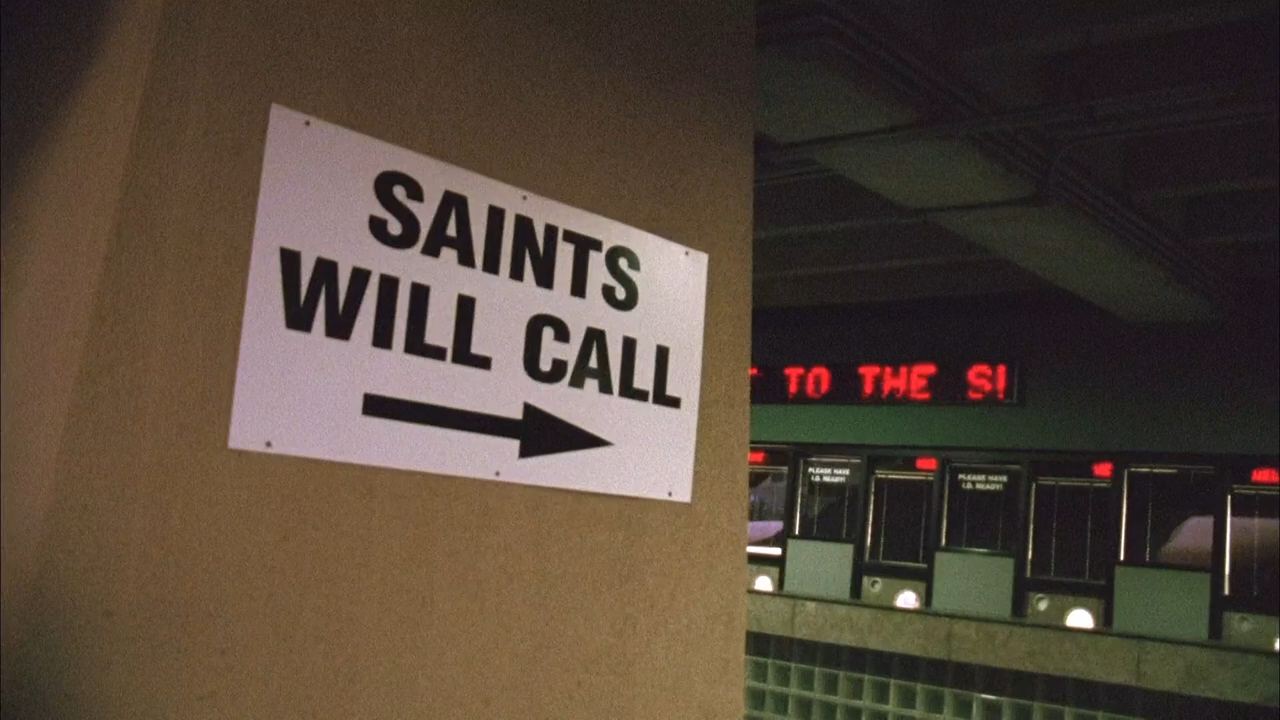 SAINTS
WILL CALL
TO THE S!
PLEASE HAVE
I.D. READY!
PLEASE HAVE
I.D. READY!